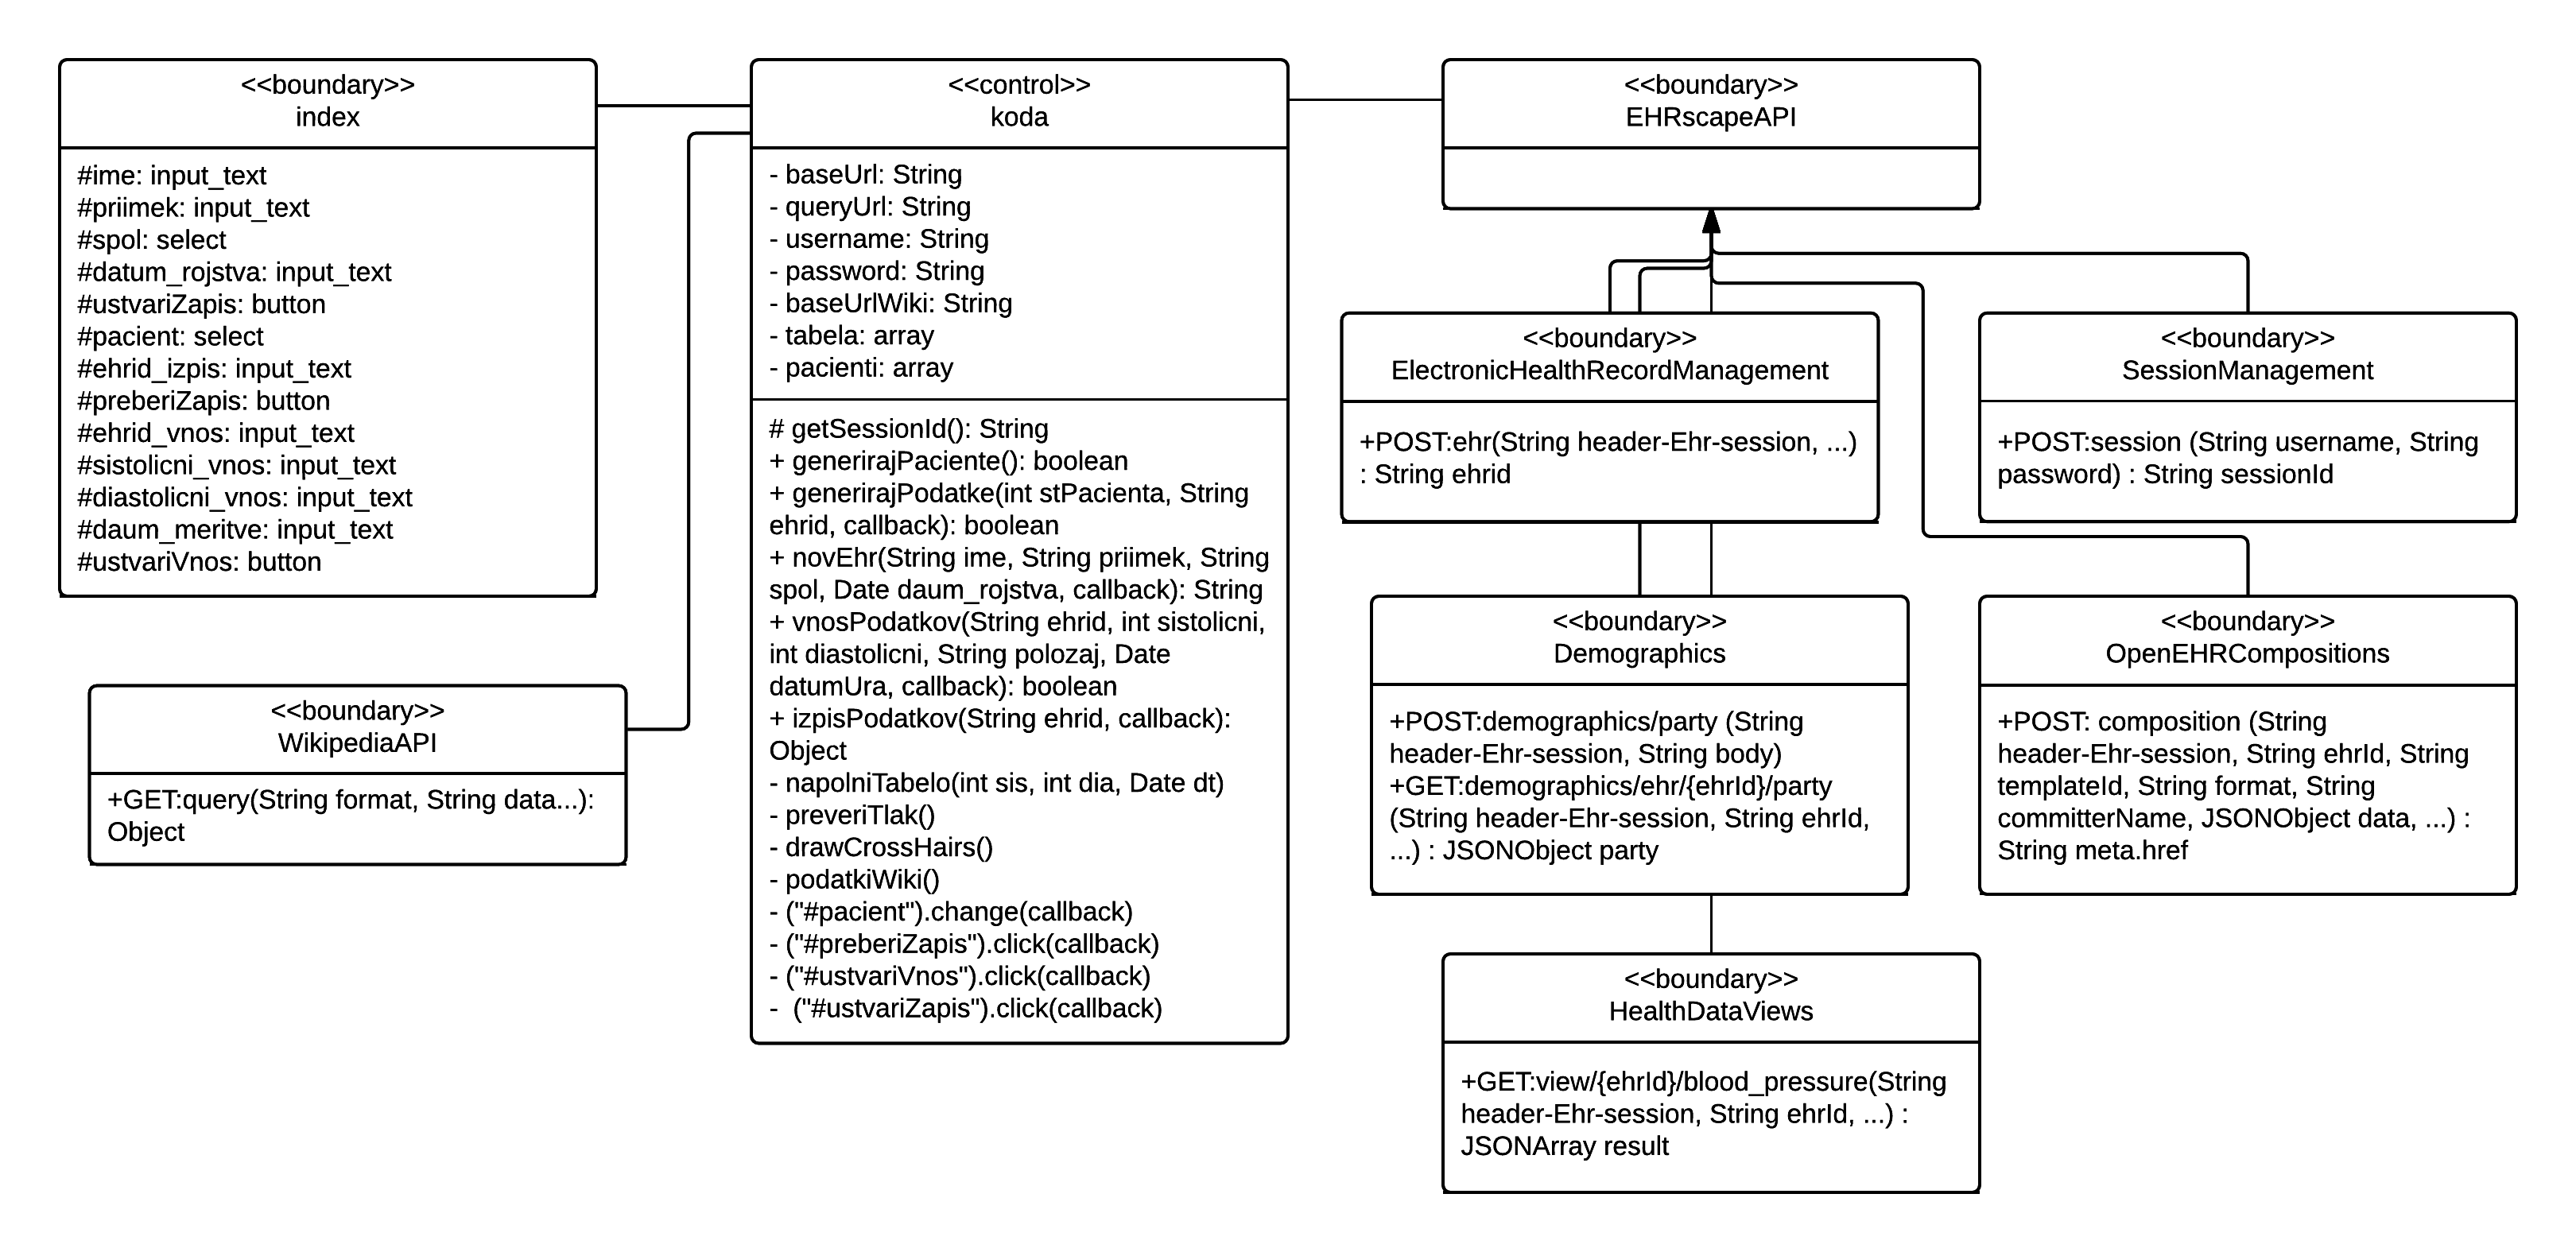 <<boundary>>
index
#ime: input_text
#priimek: input_text
#spol: select
#datum_rojstva: input_text
#ustvariZapis: button
#pacient: select
#ehrid_izpis: input_text
#preberiZapis: button
#ehrid_vnos: input_text
#sistolicni_vnos: input_text
#diastolicni_vnos: input_text
#daum_meritve: input_text
#ustvariVnos: button
<<boundary>>
WikipediaAPI
+GET:query(String format, String data...):
Object
<<control>>
koda
- baseUrl: String
- queryUrl: String
- username: String
- password: String
- baseUrlWiki: String
- tabela: array
- pacienti: array
# getSessionId(): String
+ generirajPaciente(): boolean
+ generirajPodatke(int stPacienta, String
ehrid, callback): boolean
+ novEhr(String ime, String priimek, String
spol, Date daum_rojstva, callback): String
+ vnosPodatkov(String ehrid, int sistolicni,
int diastolicni, String polozaj, Date
datumUra, callback): boolean
+ izpisPodatkov(String ehrid, callback):
Object
- napolniTabelo(int sis, int dia, Date dt)
- preveriTlak()
- drawCrossHairs()
- podatkiWiki()
- ("#pacient").change(callback)
- ("#preberiZapis").click(callback)
- ("#ustvariVnos").click(callback)
-  ("#ustvariZapis").click(callback)
<<boundary>>
EHRscapeAPI
<<boundary>>
ElectronicHealthRecordManagement
+POST:ehr(String header-Ehr-session, ...)
: String ehrid
<<boundary>>
SessionManagement
+POST:session (String username, String
password) : String sessionId
<<boundary>>
Demographics
+POST:demographics/party (String
header-Ehr-session, String body)
+GET:demographics/ehr/{ehrId}/party
(String header-Ehr-session, String ehrId,
...) : JSONObject party
<<boundary>>
OpenEHRCompositions
+POST: composition (String
header-Ehr-session, String ehrId, String
templateId, String format, String
committerName, JSONObject data, ...) :
String meta.href
<<boundary>>
HealthDataViews
+GET:view/{ehrId}/blood_pressure(String
header-Ehr-session, String ehrId, ...) :
JSONArray result